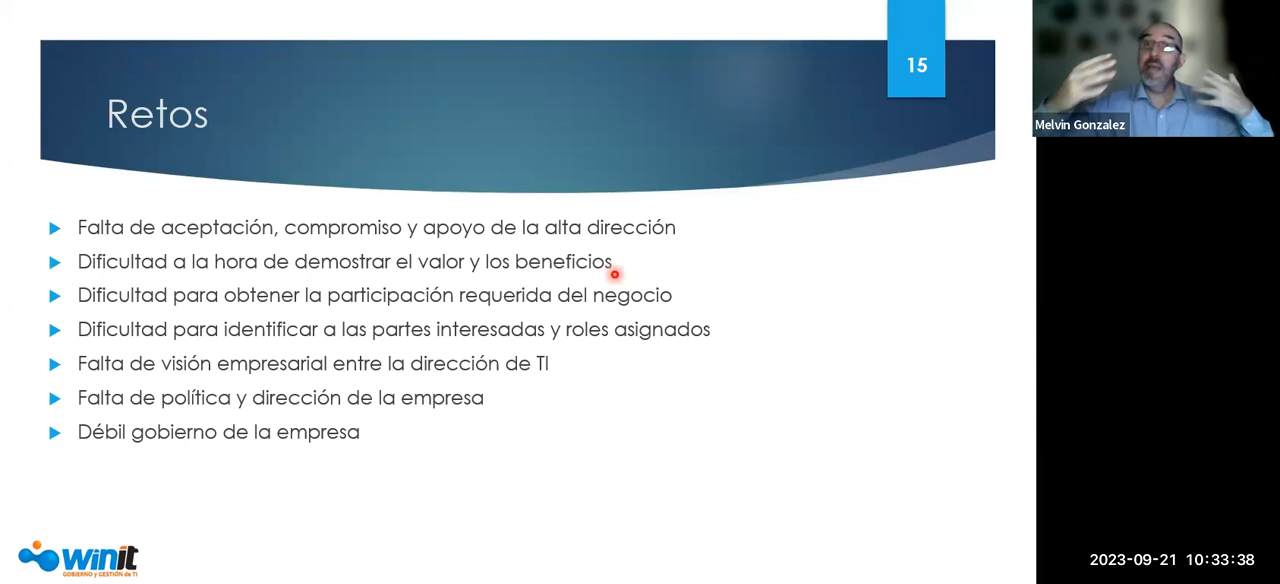 15
Retos
Melvin Gonzalez
Falta de aceptación, compromiso y apoyo de la alta dirección
Dificultad a la hora de demostrar el valor y los beneficios
Dificultad para obtener la participación requerida del negocio
Dificultad para identificar a las partes interesadas y roles asignados
Falta de visión empresarial entre la dirección de TI
Falta de política y dirección de la empresa
Débil gobierno de la empresa
winit
GOBIERNO y GESTIÓN de TI
2023-09-21 10:33:38